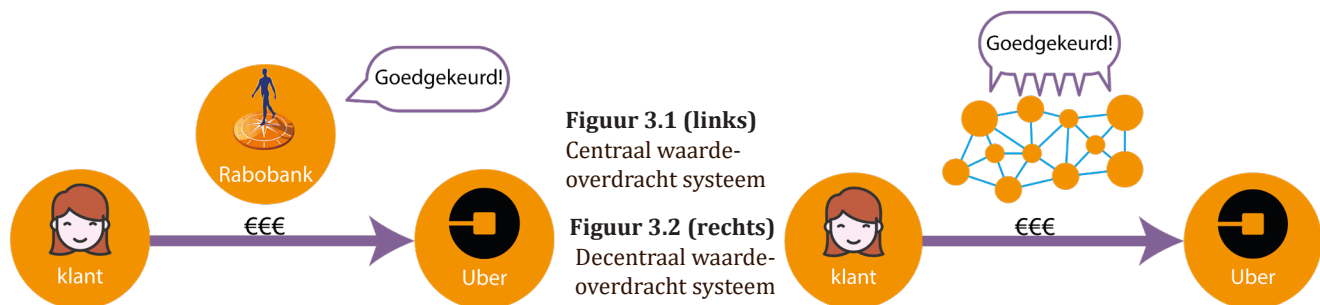 Goedgekeurd!
Rabobank
klant
€€€
Uber
Figuur 3.1 (links)
Centraal waarde-
overdracht systeem
Figuur 3.2 (rechts)
Decentraal waarde-
overdracht systeem
Goedgekeurd!
klant
€€€
Uber